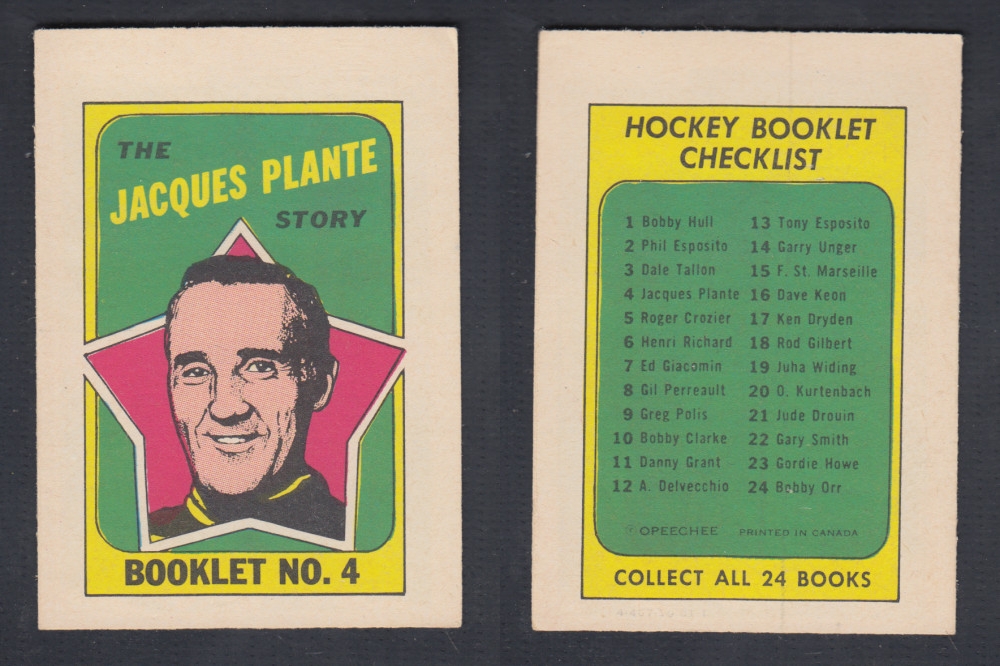 THE
JACQUES PLANTE
STORY
BOOKLET NO. 4
HOCKEY BOOKLET
CHECKLIST
1 Bobby Hull
2 Phil Esposito
3 Dale Tallon
4 Jacques Plante
5 Roger Crozier
6 Henri Richard
7 Ed Giacomin
8 Gil Perreault
9 Greg Polis
10 Bobby Clarke
11 Danny Grant
12 A. Delvecchio
13 Tony Esposito
14 Garry Unger
15 F. St. Marseille
16 Dave Keon
17 Ken Dryden
18 Rod Gilbert
19 Juha Widing
20 O. Kurtenbach
21 Jude Drouin
22 Gary Smith
23 Gordie Howe
24 Bobby Orr
OPEECHEE PRINTED IN CANADA
COLLECT ALL 24 BOOKS